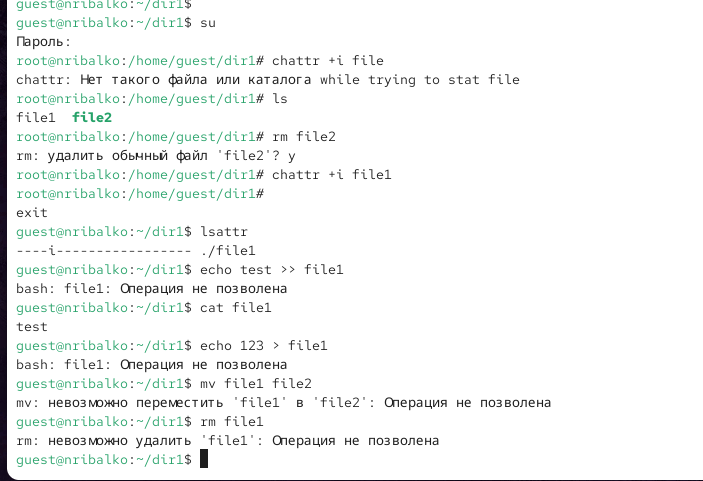 guest@nribalko:~/dir1$
guest@nribalko:~/dir1$ su
Пароль:
root@nribalko:/home/guest/dir1# chattr +i file
chattr: Нет такого файла или каталога while trying to stat file
root@nribalko:/home/guest/dir1# ls
file1  file2
root@nribalko:/home/guest/dir1# rm file2
rm: удалить обычный файл 'file2'? y
root@nribalko:/home/guest/dir1# chattr +i file1
root@nribalko:/home/guest/dir1#
exit
guest@nribalko:~/dir1$ lsattr
----i----------------- ./file1
guest@nribalko:~/dir1$ echo test >> file1
bash: file1: Операция не позволена
guest@nribalko:~/dir1$ cat file1
test
guest@nribalko:~/dir1$ echo 123 > file1
bash: file1: Операция не позволена
guest@nribalko:~/dir1$ mv file1 file2
mv: невозможно переместить 'file1' в 'file2': Операция не позволена
guest@nribalko:~/dir1$ rm file1
rm: невозможно удалить 'file1': Операция не позволена
guest@nribalko:~/dir1$